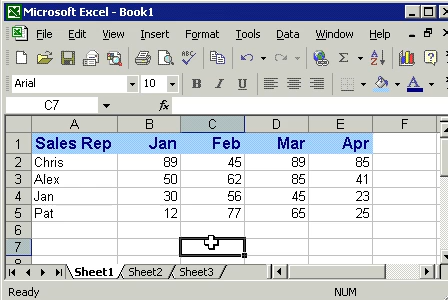 Microsoft Excel - Book1
File Edit View Insert Format Tools Data Window
Arial 10 B I U
C7 fx
A B C D E F
1 Sales Rep Jan Feb Mar Apr
2 Chris 89 45 89 85
3 Alex 50 62 85 41
4 Jan 30 56 45 23
5 Pat 12 77 65 25
6
7
8
Sheet1 Sheet2 Sheet3
Ready NUM